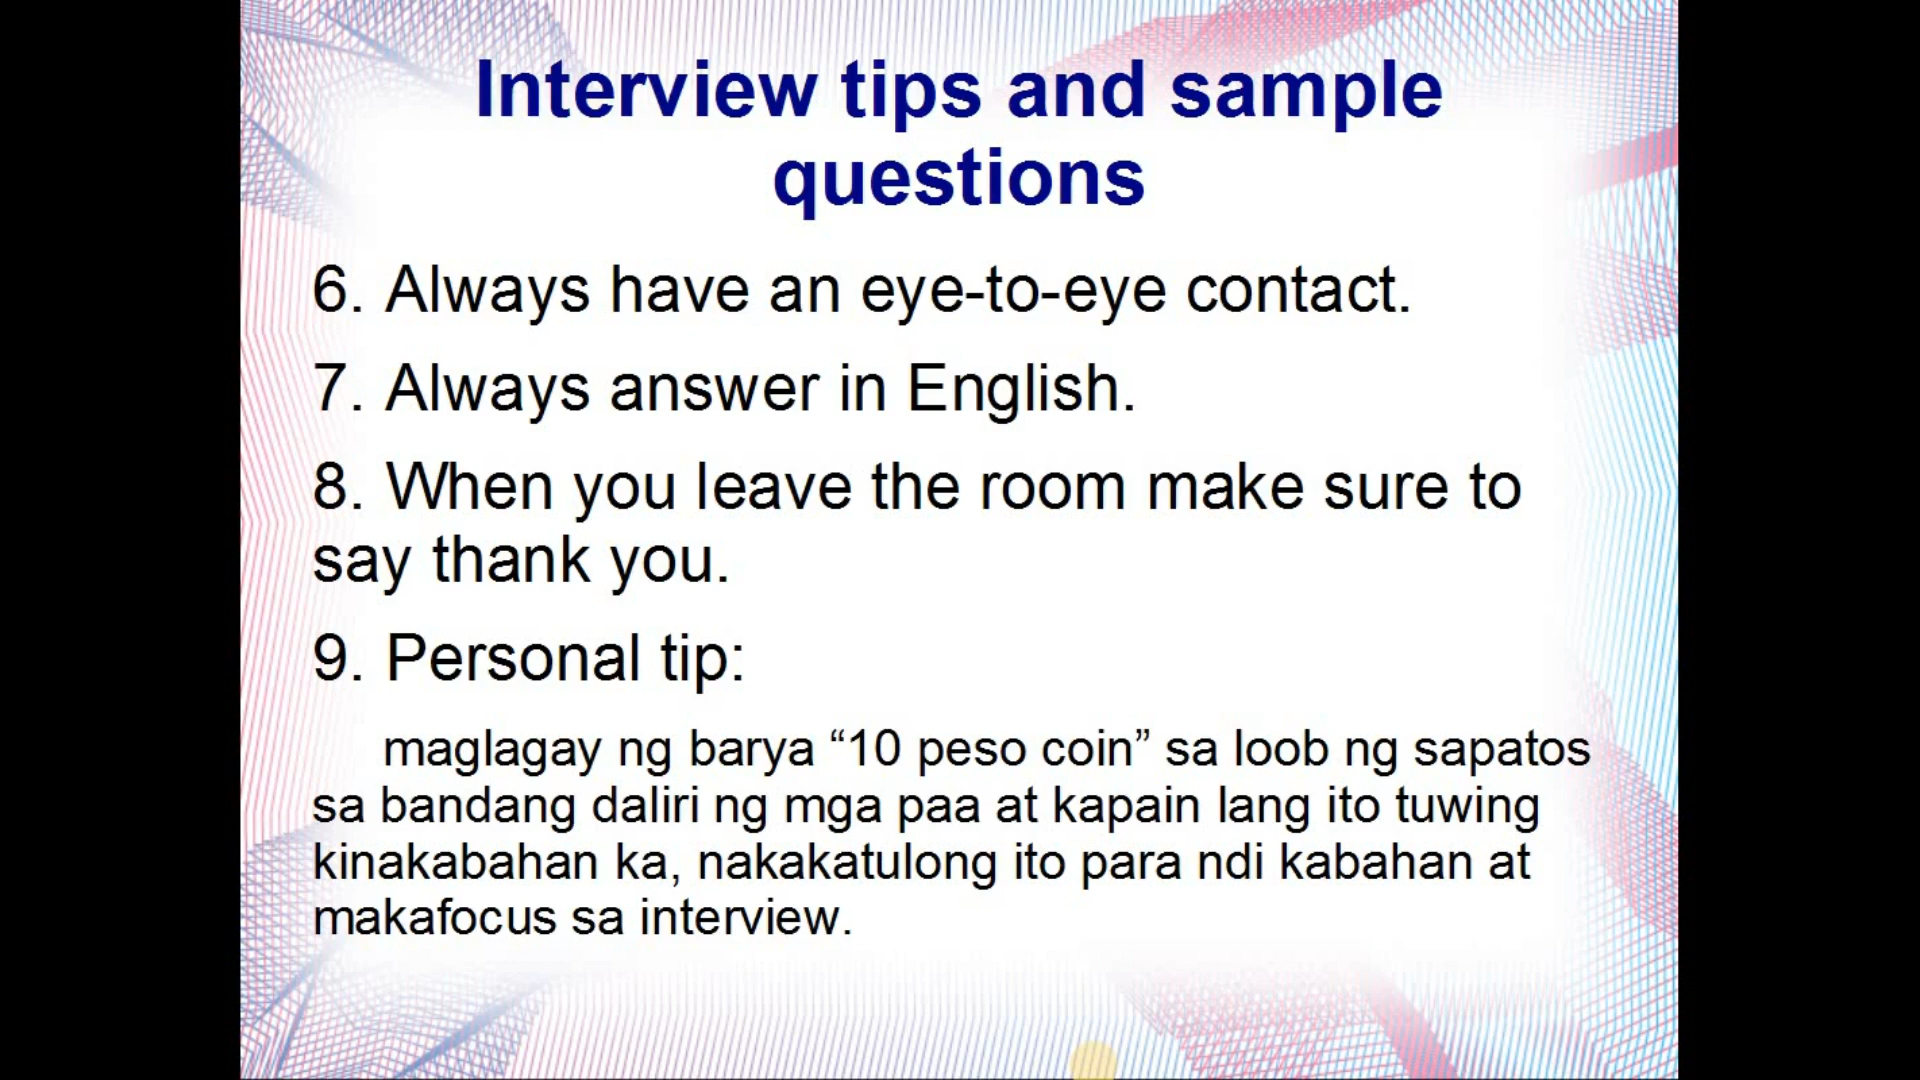 Interview tips and sample
questions
6. Always have an eye-to-eye contact.
7. Always answer in English.
8. When you leave the room make sure to
say thank you.
9. Personal tip:
maglagay ng barya “10 peso coin” sa loob ng sapatos
sa bandang daliri ng mga paa at kapain lang ito tuwing
kinakabahan ka, nakakatulong ito para ndi kabahan at
makafocus sa interview.